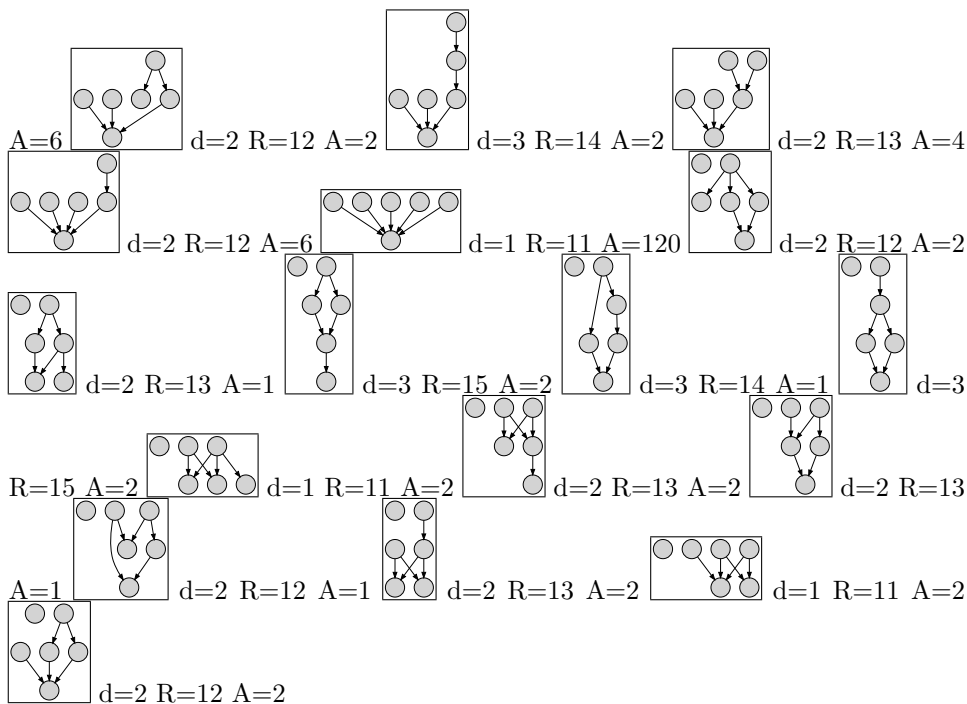 A=6 d=2 R=12 A=2 d=3 R=14 A=2 d=2 R=13 A=4
d=2 R=12 A=6 d=1 R=11 A=120 d=2 R=12 A=2
d=2 R=13 A=1 d=3 R=15 A=2 d=3 R=14 A=1 d=3
R=15 A=2 d=1 R=11 A=2 d=2 R=13 A=2 d=2 R=13
A=1 d=2 R=12 A=1 d=2 R=13 A=2 d=1 R=11 A=2
d=2 R=12 A=2